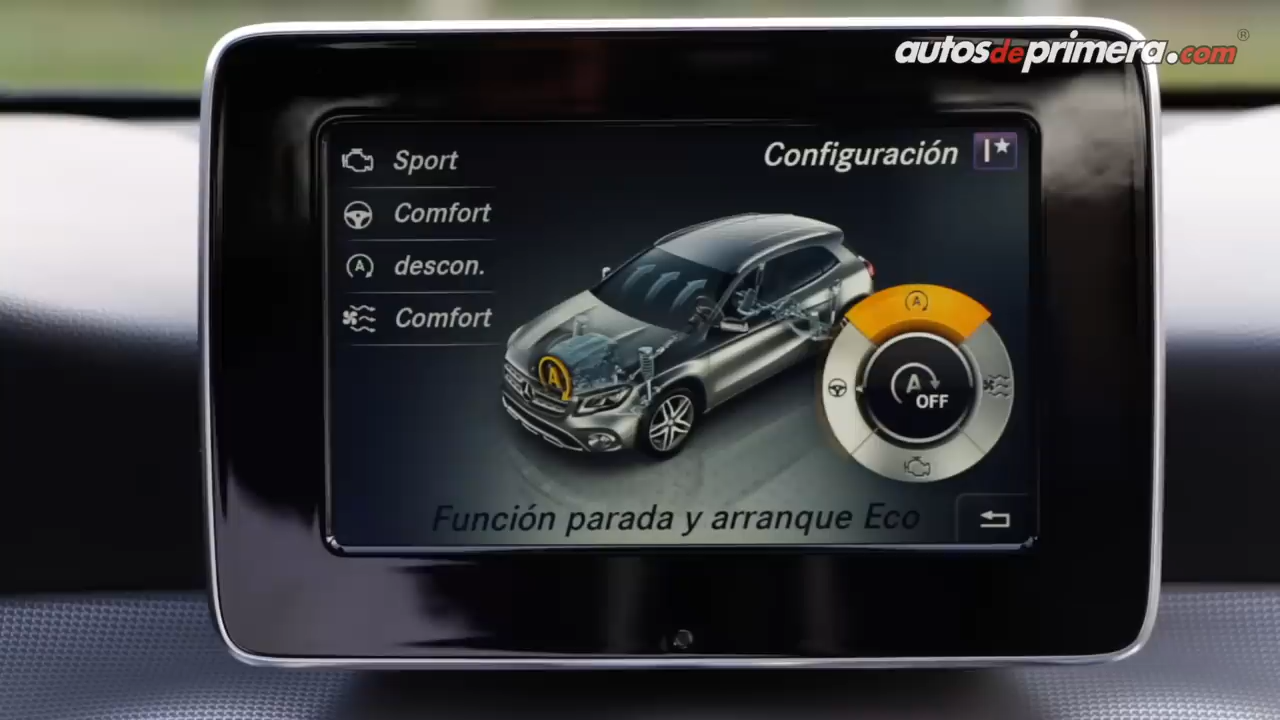 autosdeprimera.com®
Configuración
Sport
Comfort
descon.
Comfort
A
A
A
A OFF
Función parada y arranque Eco